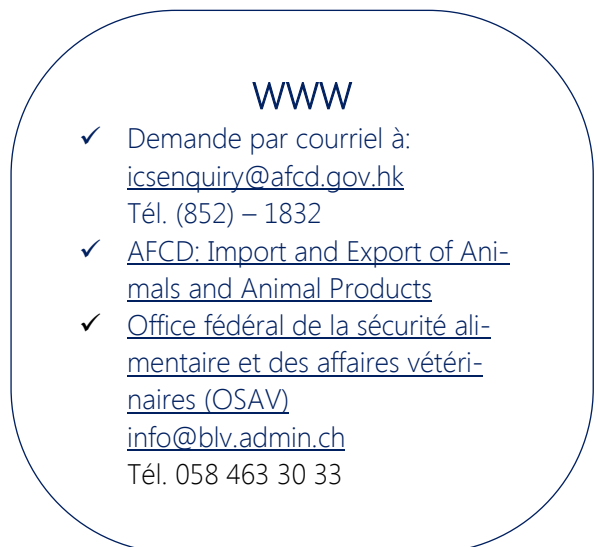 WWW
✓ Demande par courriel à:
icsenquiry@afcd.gov.hk
Tél. (852) – 1832
✓ AFCD: Import and Export of Ani-
mals and Animal Products
✓ Office fédéral de la sécurité ali-
mentaire et des affaires vétéri-
naires (OSAV)
info@blv.admin.ch
Tél. 058 463 30 33